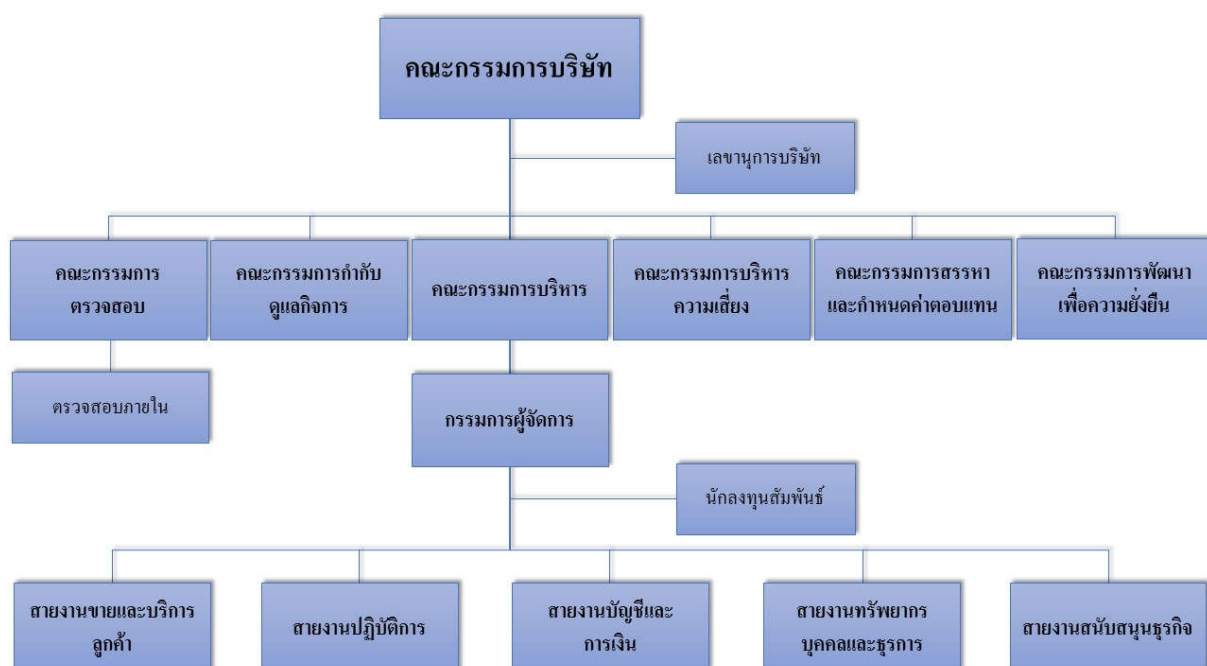 คณะกรรมการบริษัท
เลขานุการบริษัท
คณะกรรมการ
ตรวจสอบ
คณะกรรมการกำกับ
ดูแลกิจการ
คณะกรรมการบริหาร
คณะกรรมการบริหาร
ความเสี่ยง
คณะกรรมการสรรหา
และกำหนดค่าตอบแทน
คณะกรรมการพัฒนา
เพื่อความยั่งยืน
ตรวจสอบภายใน
กรรมการผู้จัดการ
นักลงทุนสัมพันธ์
สายงานขายและบริการ
ลูกค้า
สายงานปฏิบัติการ
สายงานบัญชีและ
การเงิน
สายงานทรัพยากร
บุคคลและธุรการ
สายงานสนับสนุนธุรกิจ